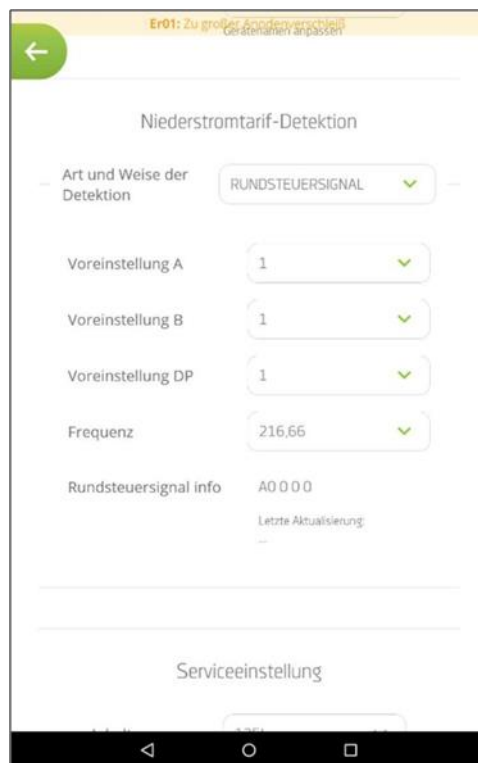 Er01: Zu großer Anodenverschleiß
Gerätenamen anpassen
Niederstromtarif-Detektion
Art und Weise der
Detektion
RUNDSTEUERSIGNAL
Voreinstellung A
1
Voreinstellung B
1
Voreinstellung DP
1
Frequenz
216,66
Rundsteuersignal info
A0 0 0 0
Letzte Aktualisierung:
--
Serviceeinstellung